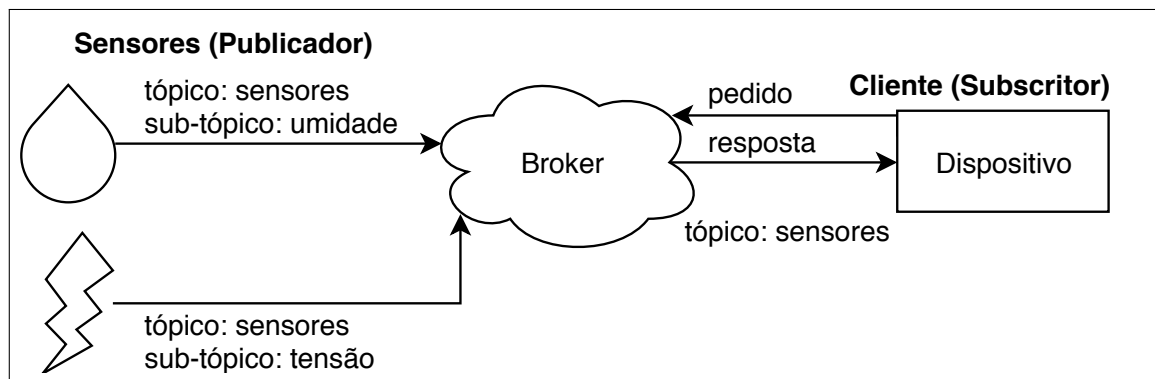 Sensores (Publicador)
tópico: sensores
sub-tópico: umidade
Broker
pedido
resposta
tópico: sensores
Cliente (Subscritor)
Dispositivo
tópico: sensores
sub-tópico: tensão